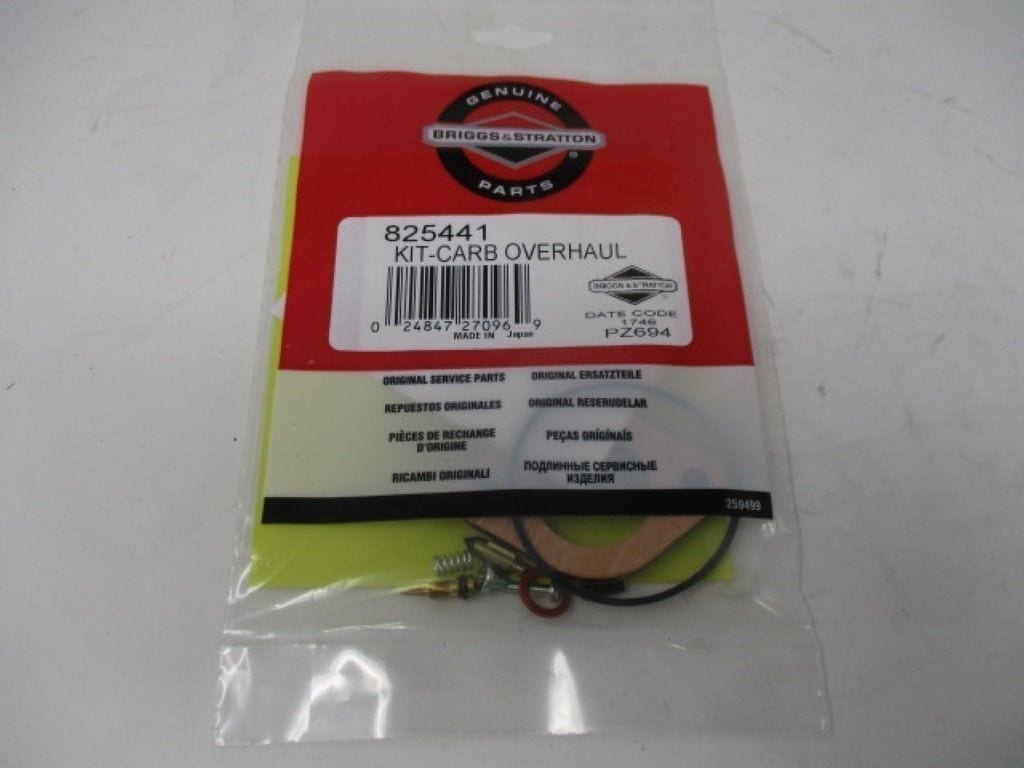 GENUINE
BRIGGS & STRATTON
®
PARTS
825441
KIT-CARB OVERHAUL
BRIGGS & STRATTON
0 24847 27096 9
MADE IN Japan
DATE CODE
1746
PZ694
ORIGINAL SERVICE PARTS
ORIGINAL ERSATZTEILE
REPUESTOS ORIGINALES
ORIGINAL RESERUDELAR
PIÈCES DE RECHANGE
D'ORIGINE
PEÇAS ORÍGINAÍS
RICAMBI ORIGINALI
ПОДЛИННЫЕ СЕРВИСНЫЕ
ИЗДЕЛИЯ
259499